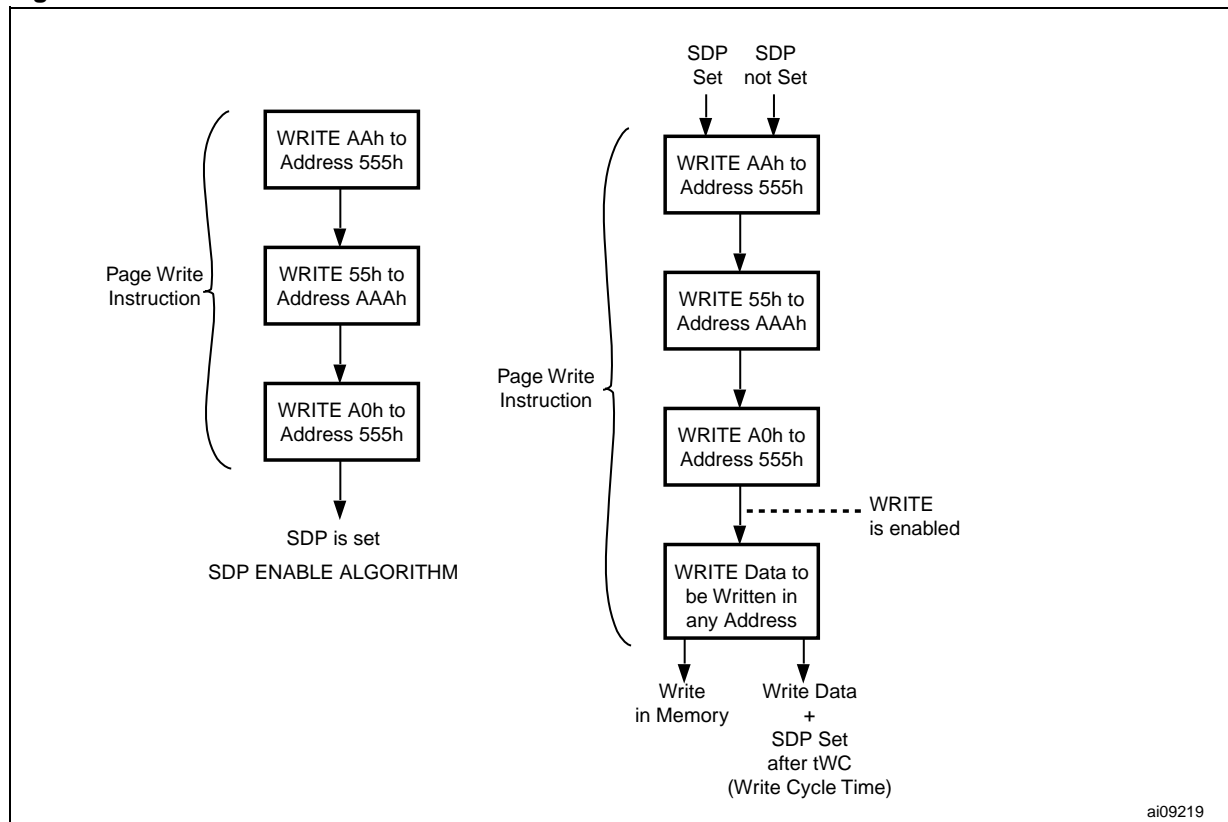 WRITE AAh to
Address 555h
WRITE 55h to
Address AAAh
WRITE A0h to
Address 555h
Page Write
Instruction
SDP is set
SDP ENABLE ALGORITHM
SDP
Set
SDP
not Set
WRITE AAh to
Address 555h
WRITE 55h to
Address AAAh
Page Write
Instruction
WRITE A0h to
Address 555h
WRITE
is enabled
WRITE Data to
be Written in
any Address
Write
in Memory
Write Data
+
SDP Set
after tWC
(Write Cycle Time)
ai09219